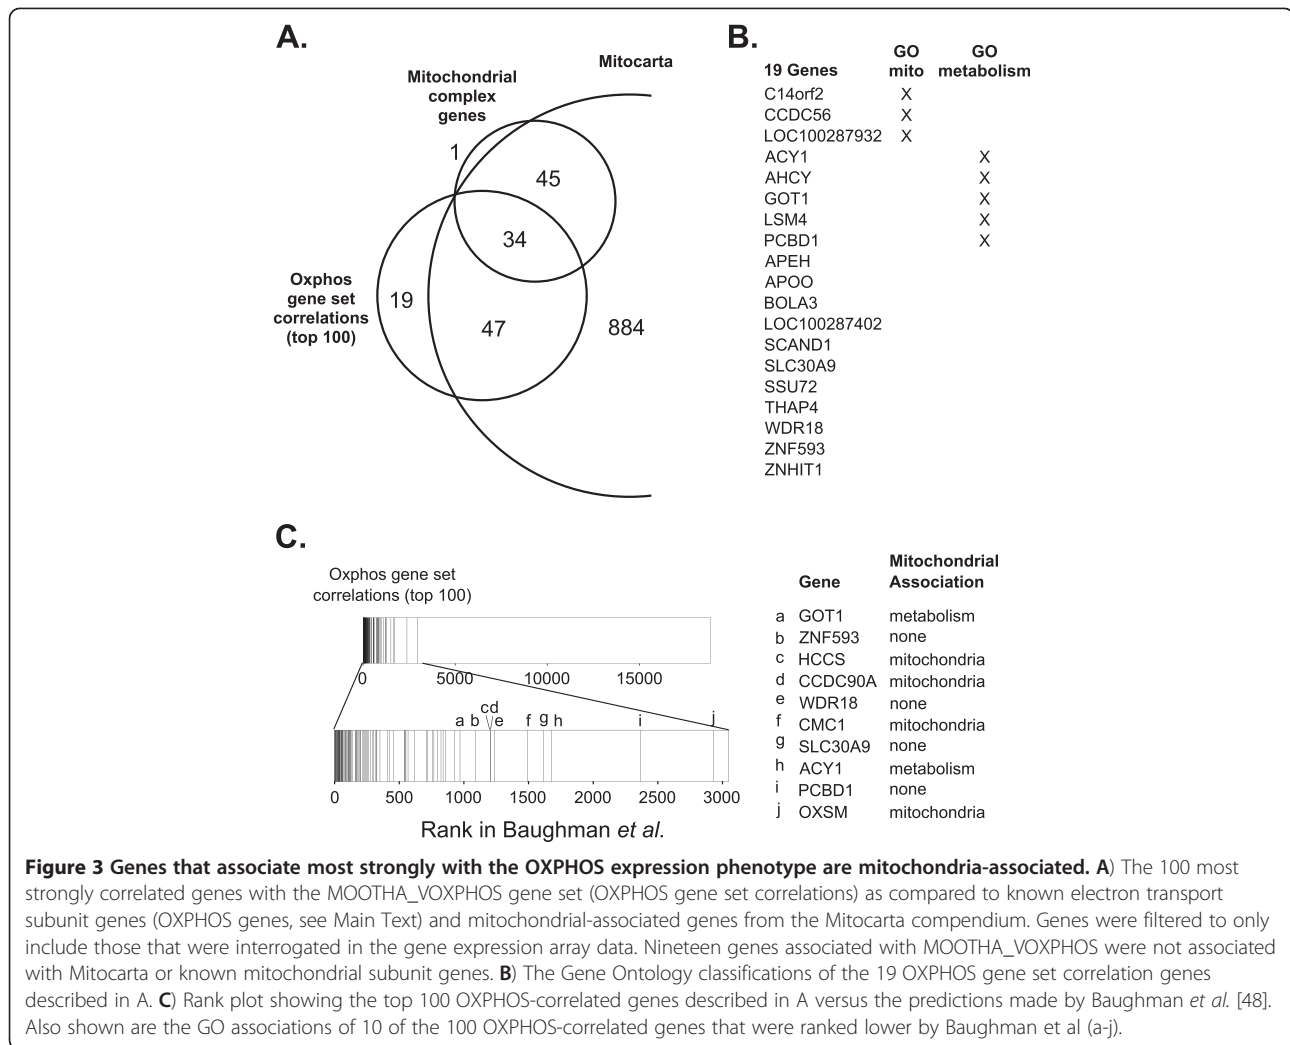 A.
Mitocarta
Mitochondrial
complex
genes
1
45
34
Oxphos
gene set
correlations
(top 100)
19
47
884
B.
19 Genes GO mito GO metabolism
C14orf2 X
CCDC56 X
LOC100287932 X
ACY1 X
AHCY X
GOT1 X
LSM4 X
PCBD1 X
APEH
APOO
BOLA3
LOC100287402
SCAND1
SLC30A9
SSU72
THAP4
WDR18
ZNF593
ZNHIT1
C.
Oxphos gene set
correlations (top 100)
0 5000 10000 15000
a b cd e f g h i j
0 500 1000 1500 2000 2500 3000
Rank in Baughman et al.
Gene Mitochondrial Association
a GOT1 metabolism
b ZNF593 none
c HCCS mitochondria
d CCDC90A mitochondria
e WDR18 none
f CMC1 mitochondria
g SLC30A9 none
h ACY1 metabolism
i PCBD1 none
j OXSM mitochondria
Figure 3 Genes that associate most strongly with the OXPHOS expression phenotype are mitochondria-associated. A) The 100 most
strongly correlated genes with the MOOTHA_VOXPHOS gene set (OXPHOS gene set correlations) as compared to known electron transport
subunit genes (OXPHOS genes, see Main Text) and mitochondrial-associated genes from the Mitocarta compendium. Genes were filtered to only
include those that were interrogated in the gene expression array data. Nineteen genes associated with MOOTHA_VOXPHOS were not associated
with Mitocarta or known mitochondrial subunit genes. B) The Gene Ontology classifications of the 19 OXPHOS gene set correlation genes
described in A. C) Rank plot showing the top 100 OXPHOS-correlated genes described in A versus the predictions made by Baughman et al. [48].
Also shown are the GO associations of 10 of the 100 OXPHOS-correlated genes that were ranked lower by Baughman et al (a-j).